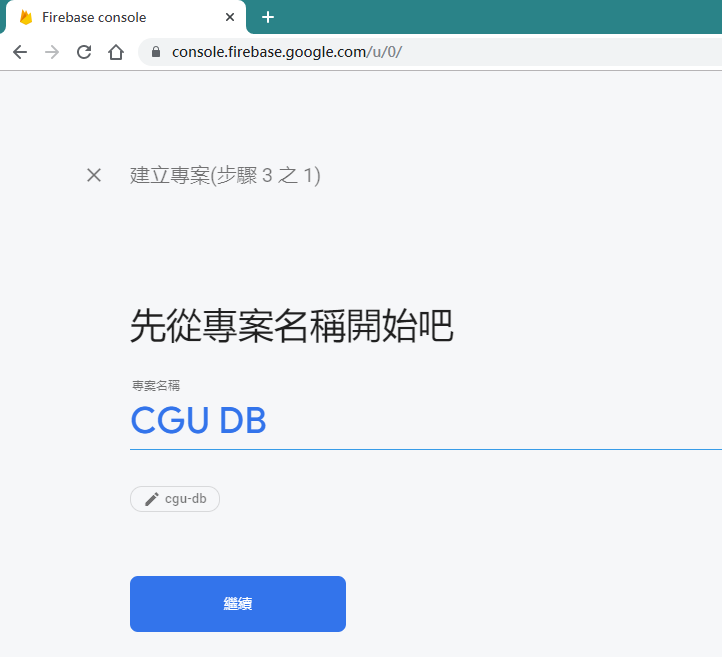 Firebase console
console.firebase.google.com/u/0/
建立專案(步驟 3 之 1)
先從專案名稱開始吧
專案名稱
CGU DB
cgu-db
繼續